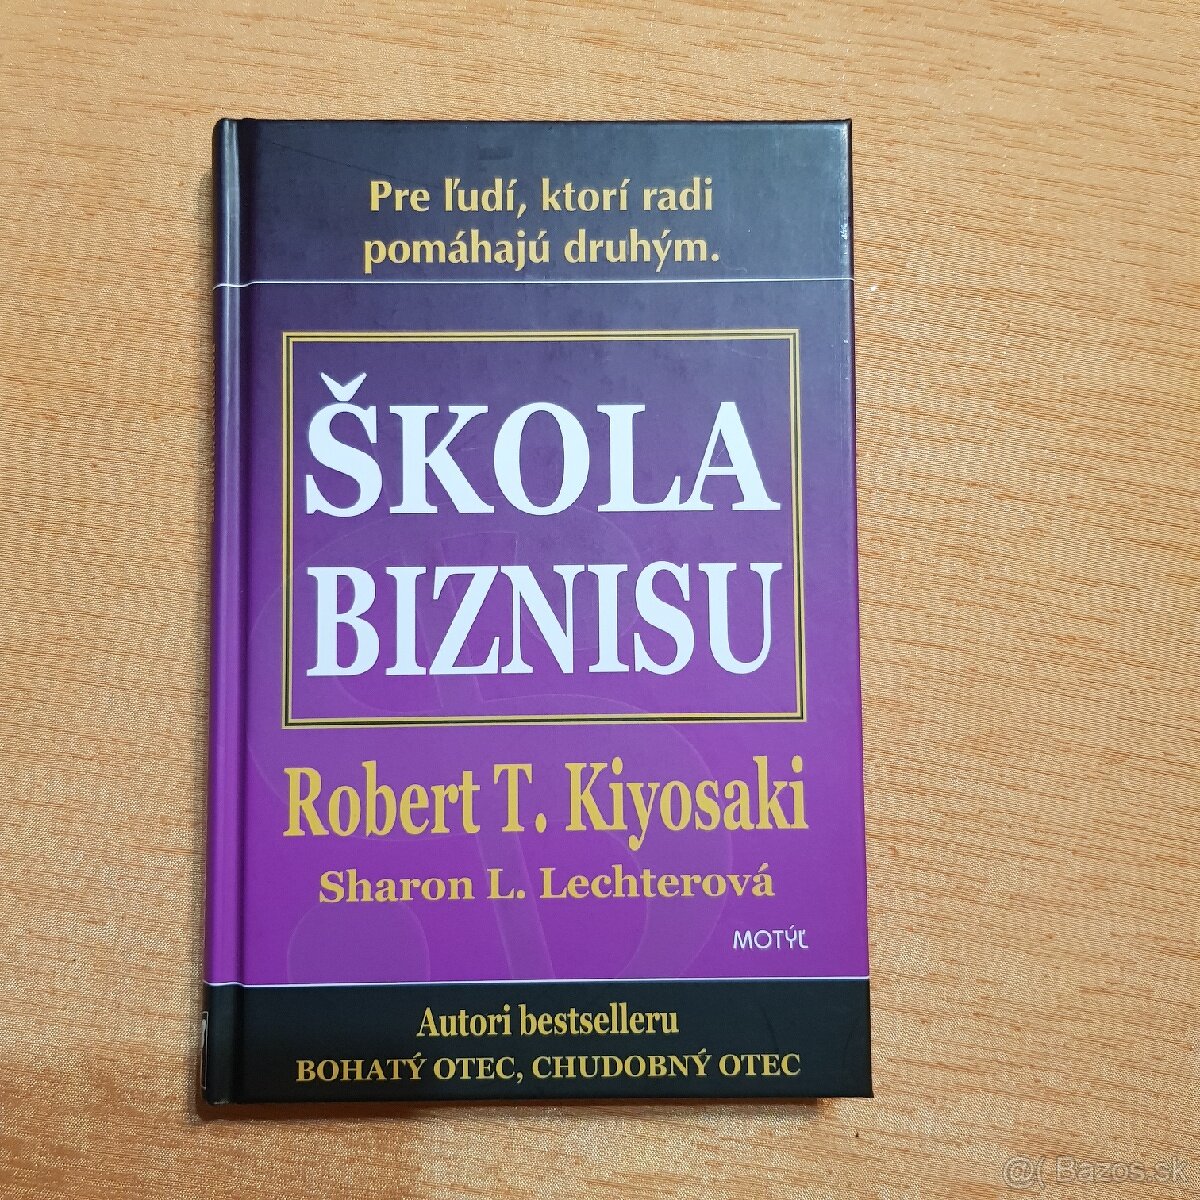 Pre ľudí, ktorí radi
pomáhajú druhým.
ŠKOLA
BIZNISU
Robert T. Kiyosaki
Sharon L. Lechterová
MOTÝĽ
Autori bestselleru
BOHATÝ OTEC, CHUDOBNÝ OTEC
@( Bazos.sk